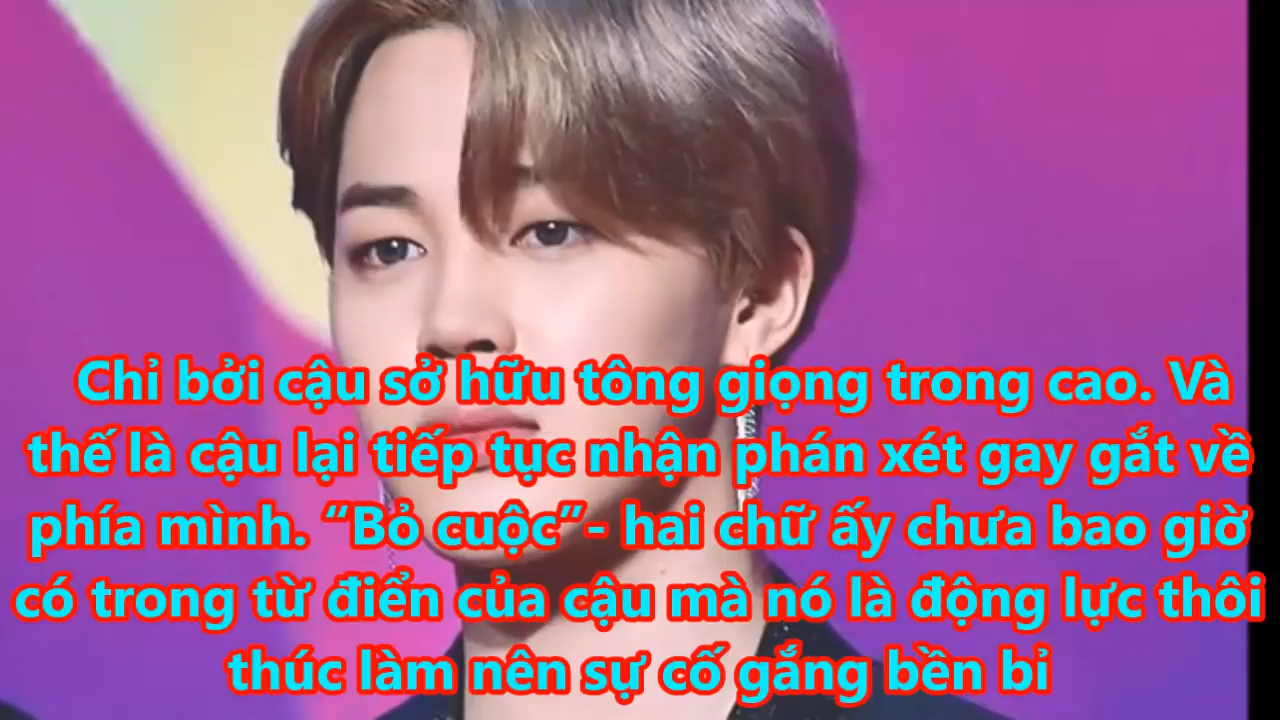 Chỉ bởi cậu sở hữu tông giọng trong cao. Và
thế là cậu lại tiếp tục nhận phán xét gay gắt về
phía mình. “Bỏ cuộc”- hai chữ ấy chưa bao giờ
có trong từ điển của cậu mà nó là động lực thôi
thúc làm nên sự cố gắng bền bỉ